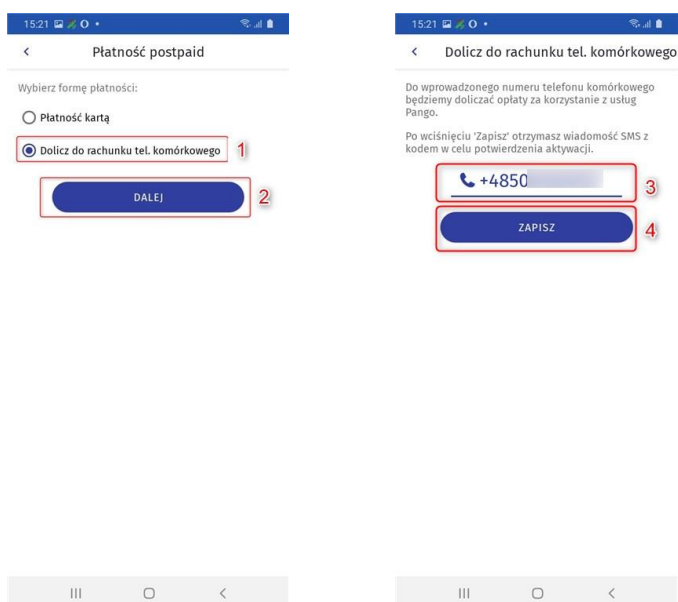 15:21
Płatność postpaid
Wybierz formę płatności:
Płatność kartą
Dolicz do rachunku tel. komórkowego
1
DALEJ
2
15:21
Dolicz do rachunku tel. komórkowego
Do wprowadzonego numeru telefonu komórkowego
będziemy doliczać opłaty za korzystanie z usług
Pango.
Po wciśnięciu 'Zapisz' otrzymasz wiadomość SMS z
kodem w celu potwierdzenia aktywacji.
+4850
3
ZAPISZ
4